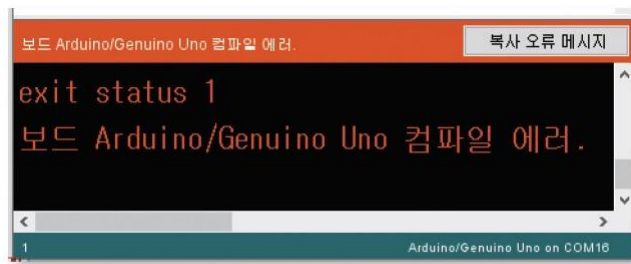 보드 Arduino/Genuino Uno 컴파일 에러.
복사 오류 메시지
exit status 1
보드 Arduino/Genuino Uno 컴파일 에러.
1
Arduino/Genuino Uno on COM16